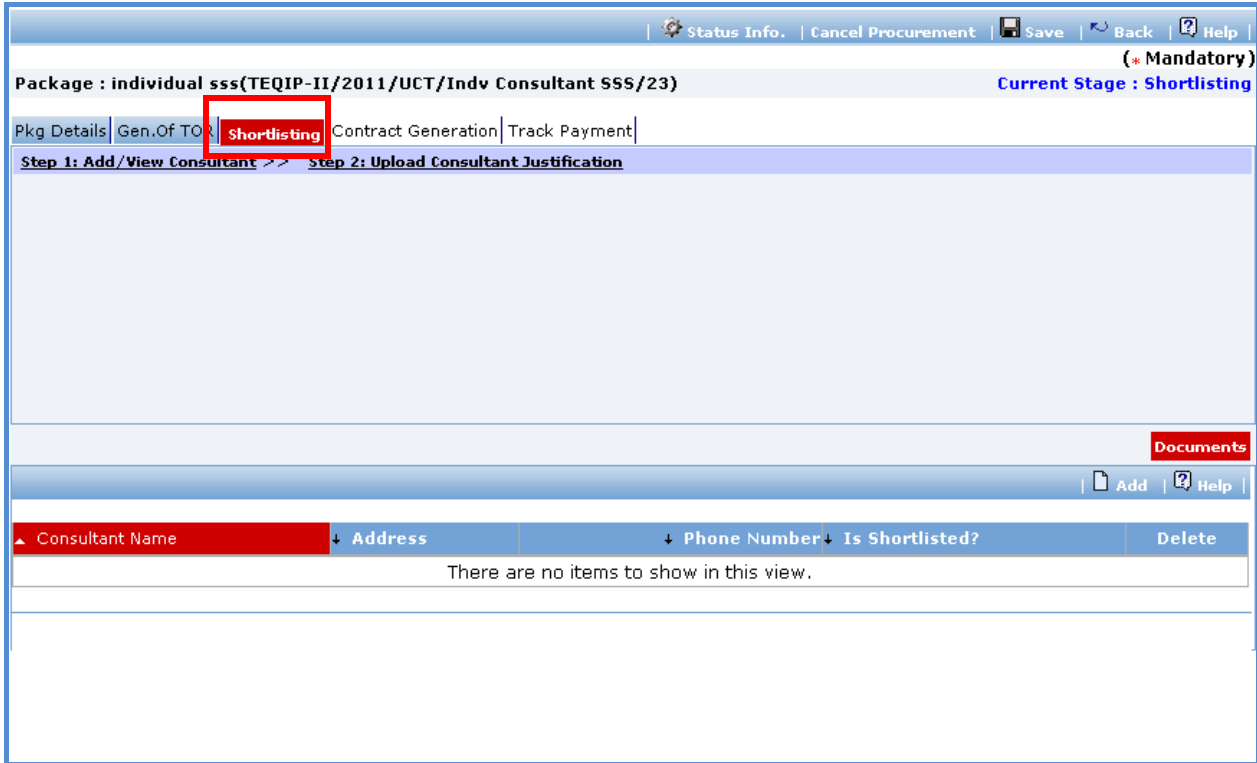 | Status Info. | Cancel Procurement | Save | Back | Help |
(* Mandatory)
Package : individual sss(TEQIP-II/2011/UCT/Indv Consultant SSS/23) Current Stage : Shortlisting
Pkg Details Gen.Of TOR Shortlisting Contract Generation Track Payment
Step 1: Add/View Consultant >> Step 2: Upload Consultant Justification
Documents
| Add | Help |
Consultant Name Address Phone Number Is Shortlisted? Delete
There are no items to show in this view.